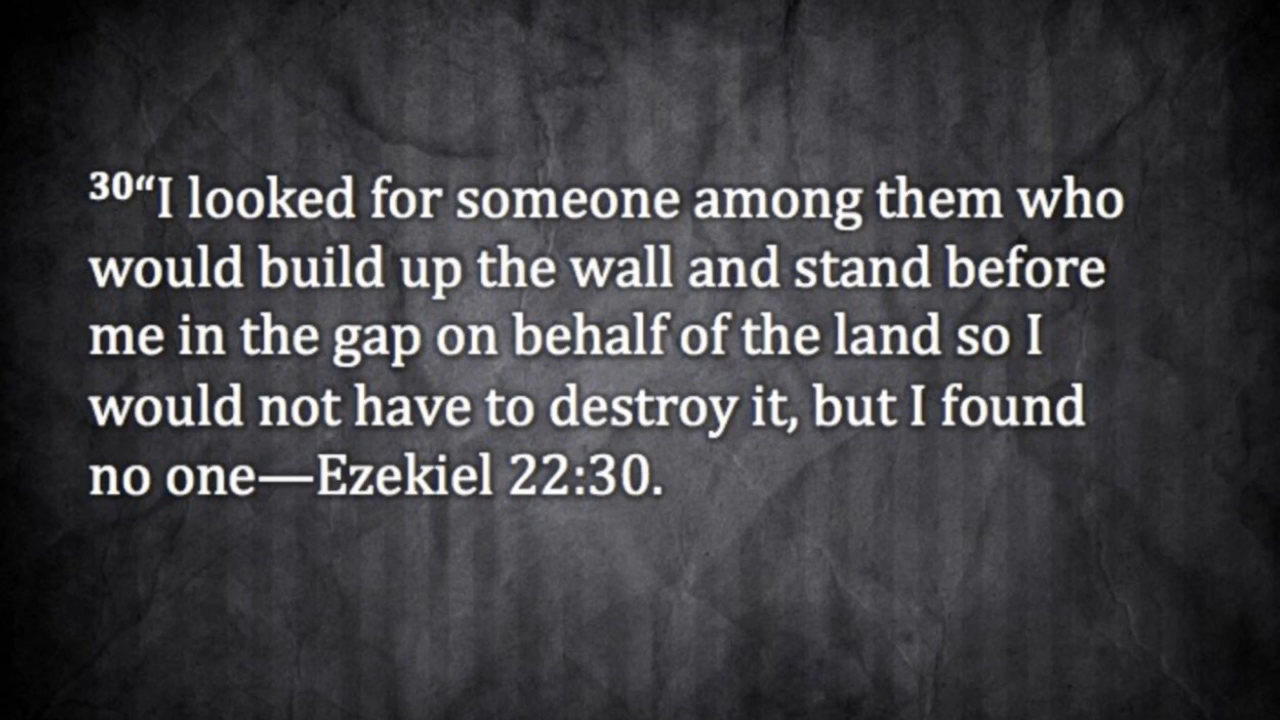 30“I looked for someone among them who
would build up the wall and stand before
me in the gap on behalf of the land so I
would not have to destroy it, but I found
no one—Ezekiel 22:30.